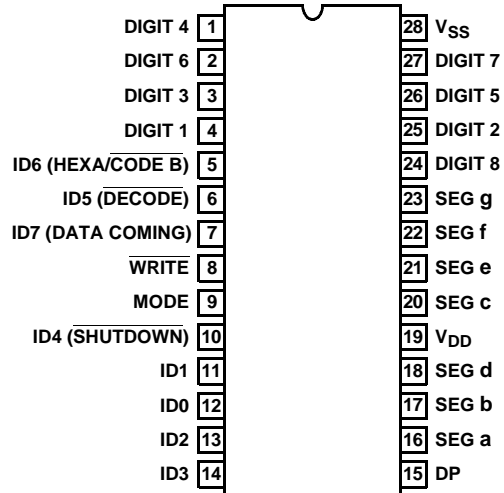 DIGIT 4 1 28 VSS
DIGIT 6 2 27 DIGIT 7
DIGIT 3 3 26 DIGIT 5
DIGIT 1 4 25 DIGIT 2
ID6 (HEXA/CODE B) 5 24 DIGIT 8
ID5 (DECODE) 6 23 SEG g
ID7 (DATA COMING) 7 22 SEG f
WRITE 8 21 SEG e
MODE 9 20 SEG c
ID4 (SHUTDOWN) 10 19 VDD
ID1 11 18 SEG d
ID0 12 17 SEG b
ID2 13 16 SEG a
ID3 14 15 DP